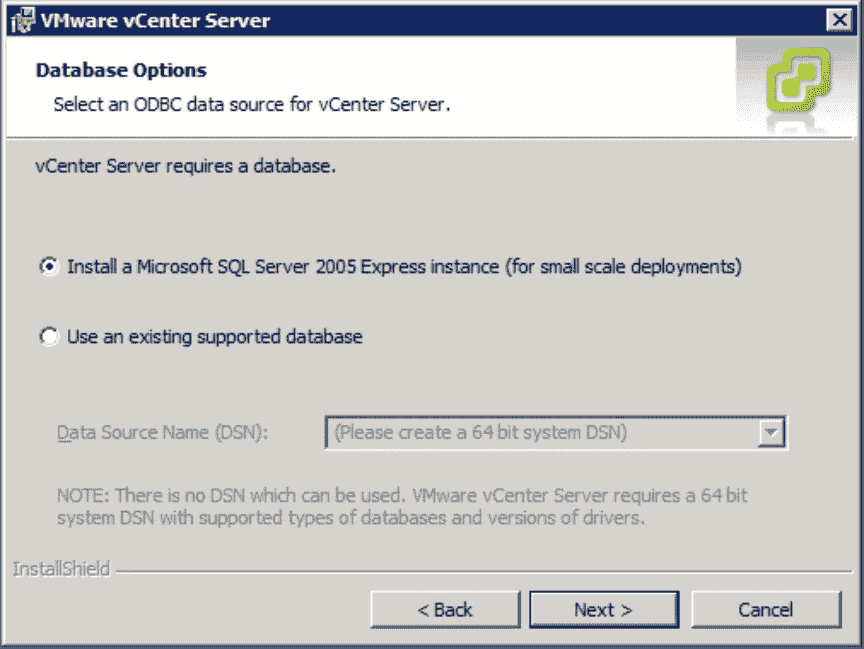 VMware vCenter Server
Database Options
Select an ODBC data source for vCenter Server.
vCenter Server requires a database.
Install a Microsoft SQL Server 2005 Express instance (for small scale deployments)
Use an existing supported database
Data Source Name (DSN): (Please create a 64 bit system DSN)
NOTE: There is no DSN which can be used. VMware vCenter Server requires a 64 bit
system DSN with supported types of databases and versions of drivers.
InstallShield
< Back Next > Cancel